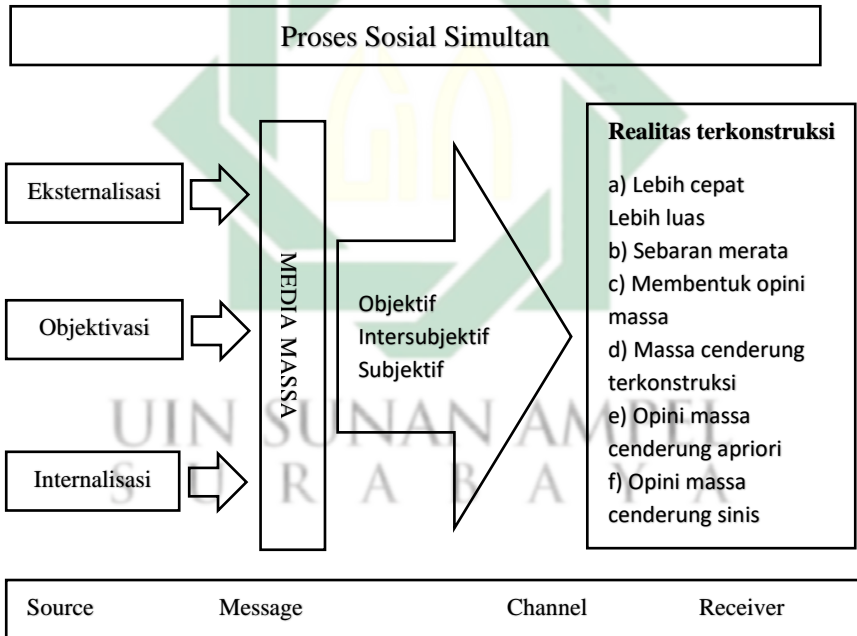 Proses Sosial Simultan
Eksternalisasi
Objektivasi
Internalisasi
MEDIA MASSA
Objektif
Intersubjektif
Subjektif
Realitas terkonstruksi
a) Lebih cepat
Lebih luas
b) Sebaran merata
c) Membentuk opini
massa
d) Massa cenderung
terkonstruksi
e) Opini massa
cenderung apriori
f) Opini massa
cenderung sinis
UIN SUNAN AMPEL
SURABAYA
Source Message Channel Receiver